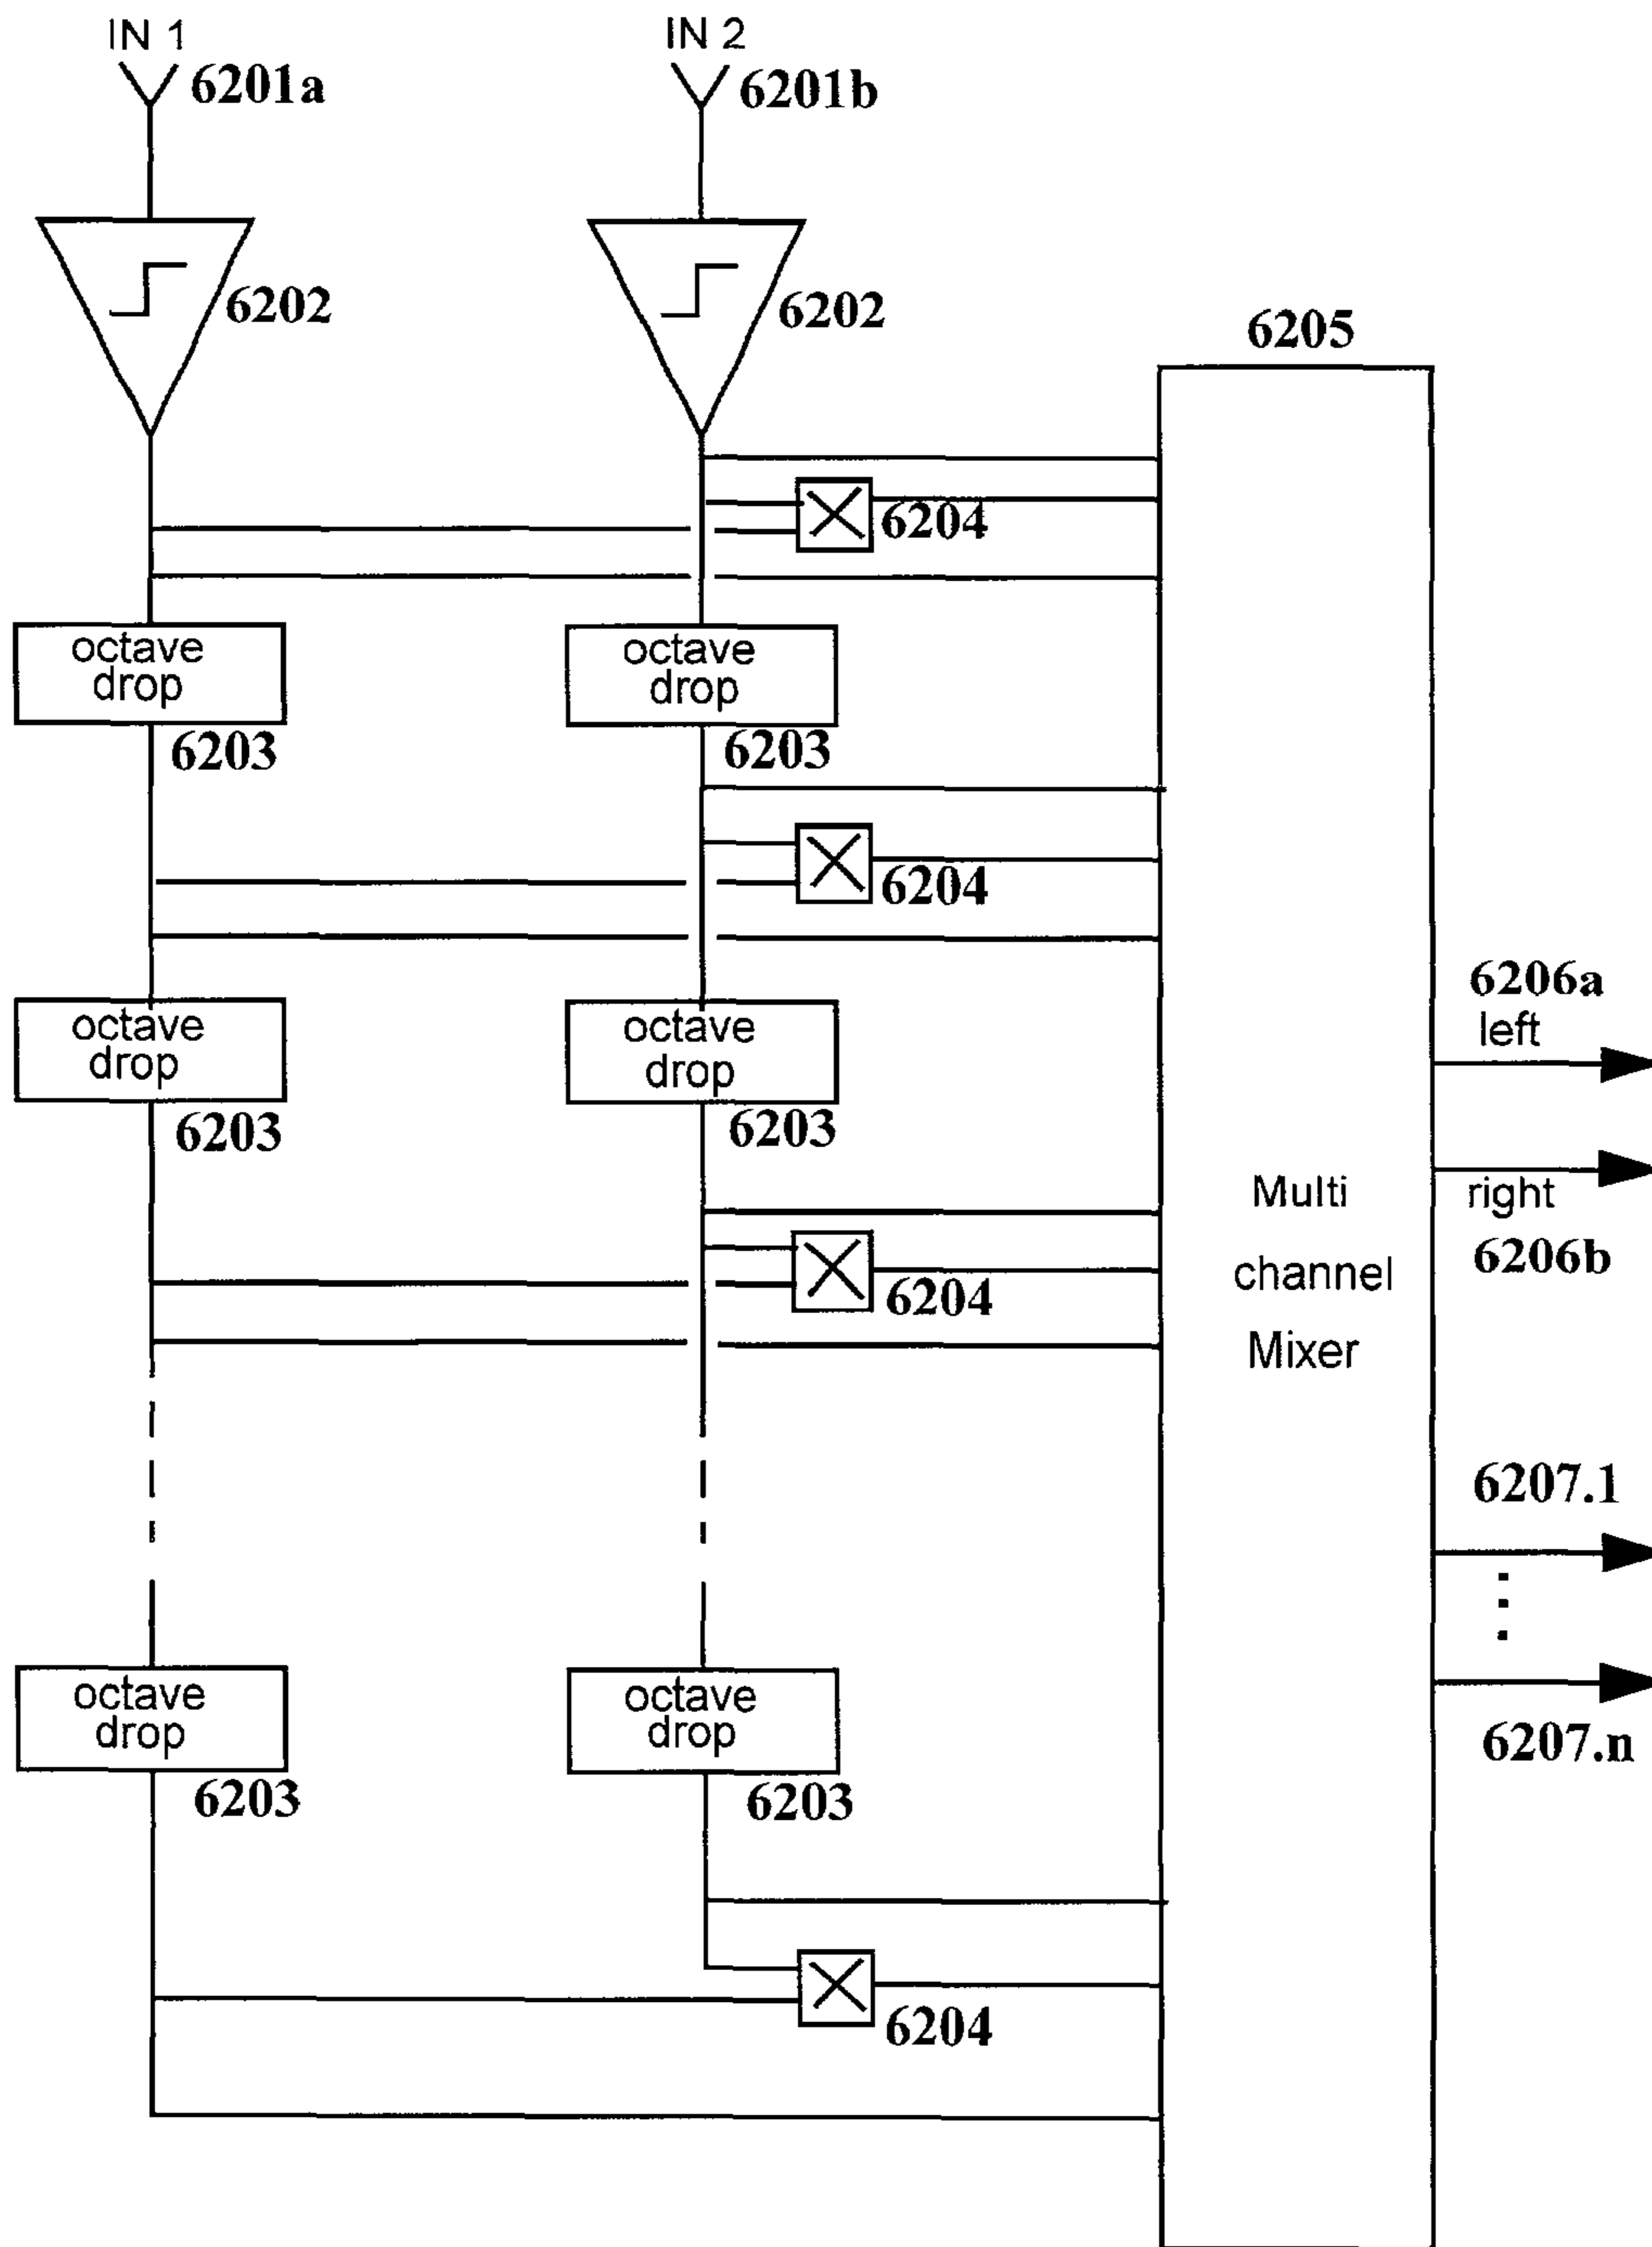 IN 1
6201a
IN 2
6201b
6202
6202
6205
6204
octave
drop
6203
octave
drop
6203
6204
octave
drop
6203
octave
drop
6203
6206a
left
right
6206b
Multi
channel
Mixer
6204
6207.1
6207.n
octave
drop
6203
octave
drop
6203
6204